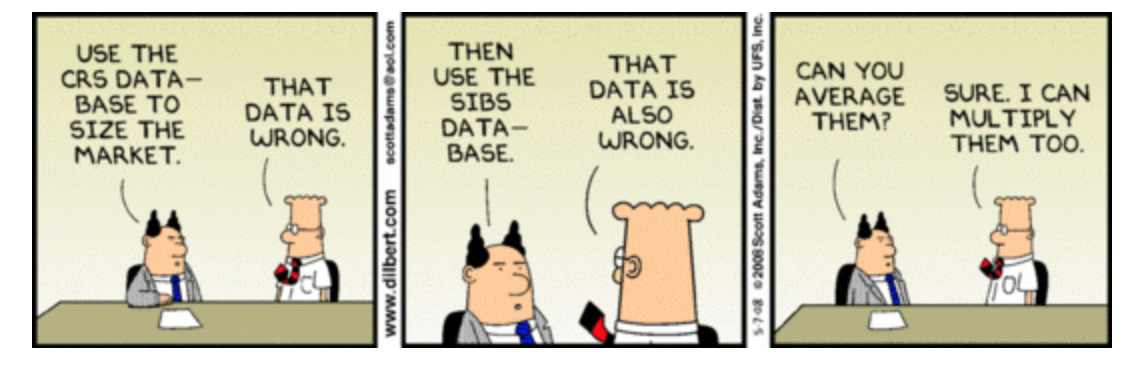 USE THE
CRS DATA–
BASE TO
SIZE THE
MARKET.
THAT
DATA IS
WRONG.
www.dilbert.com scottadams@aol.com
THEN
USE THE
SIBS
DATA–
BASE.
THAT
DATA IS
ALSO
WRONG.
5-7-08 ©2008 Scott Adams, Inc./Dist. by UFS, Inc.
CAN YOU
AVERAGE
THEM?
SURE. I CAN
MULTIPLY
THEM TOO.